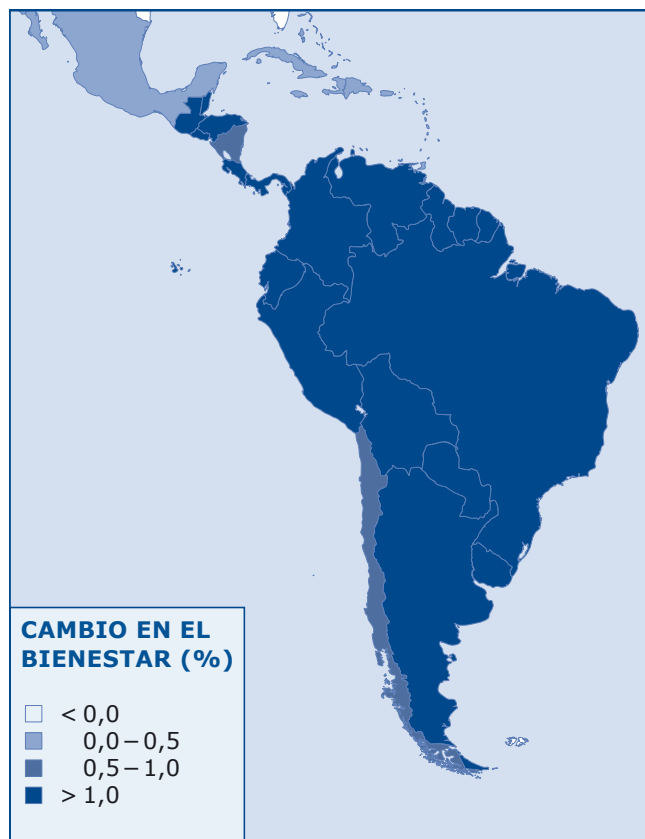 CAMBIO EN EL
BIENESTAR (%)
< 0,0
0,0–0,5
0,5–1,0
> 1,0